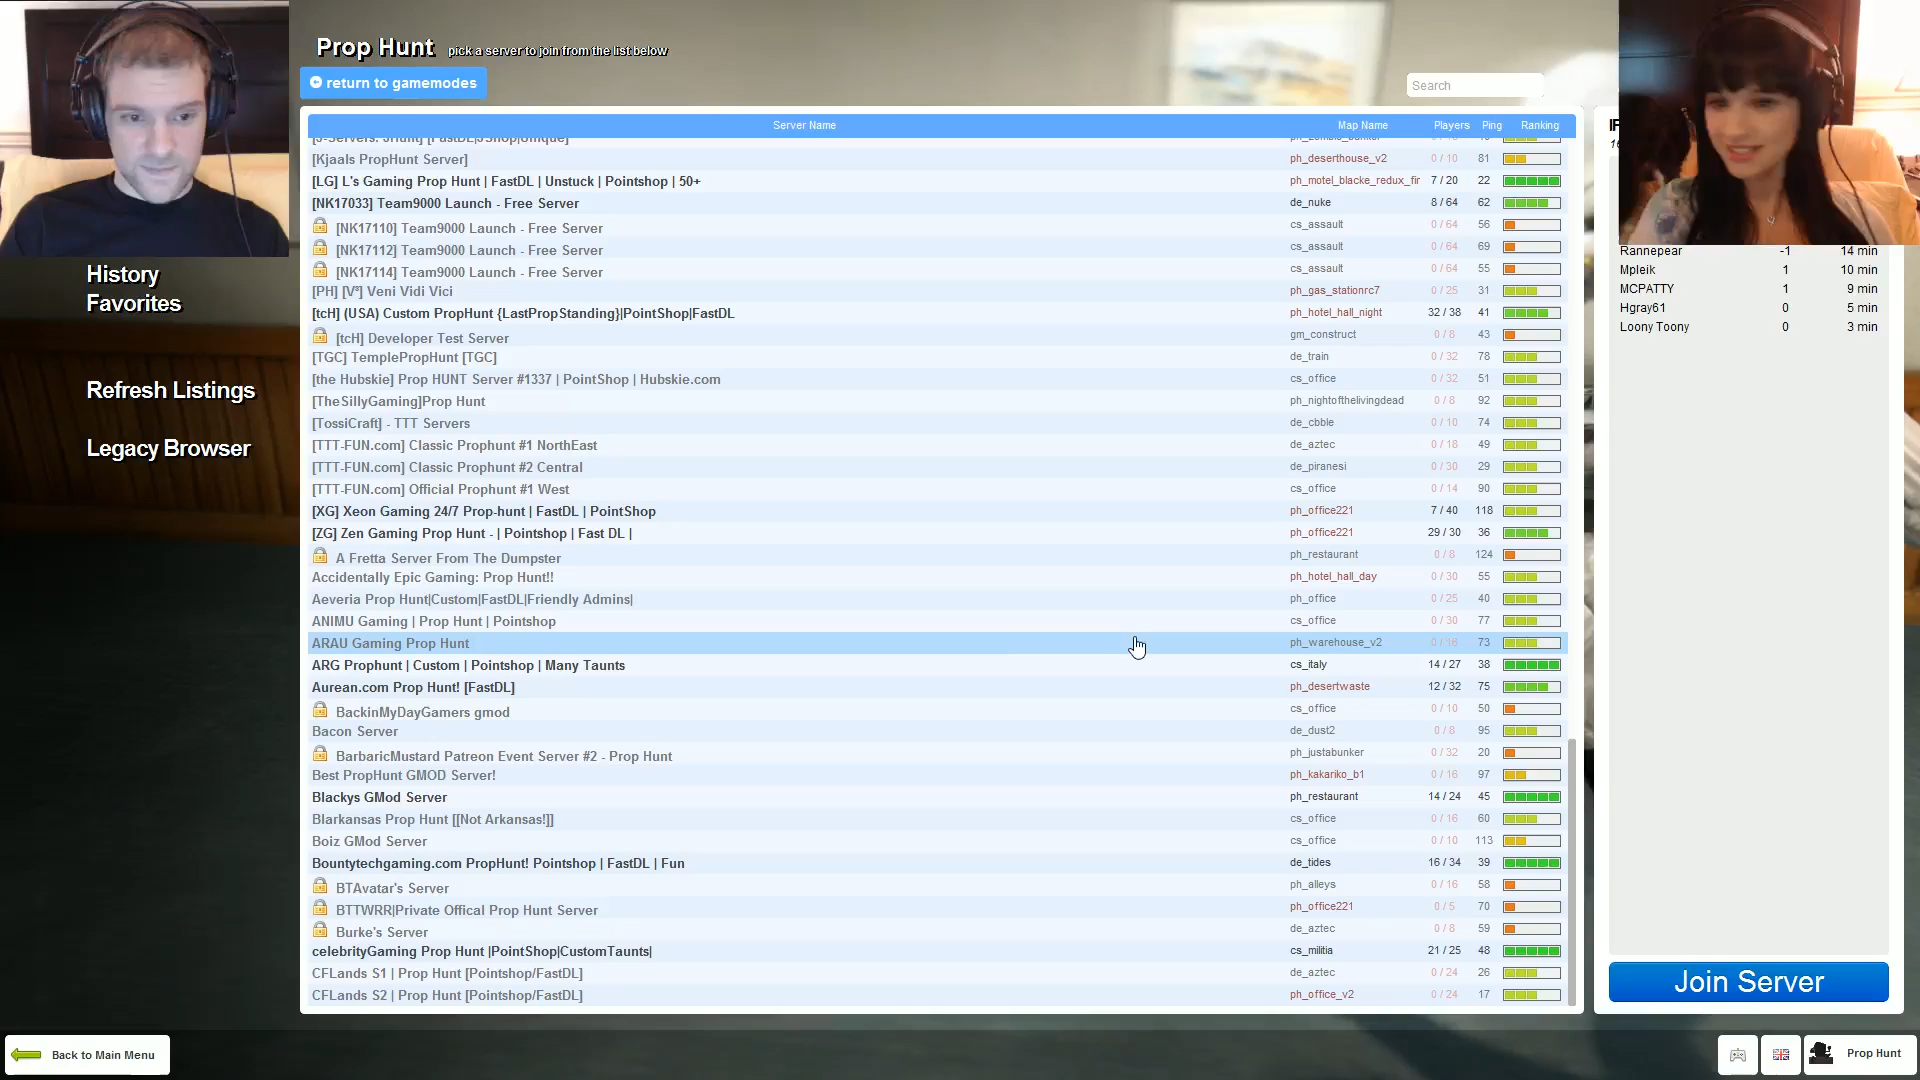 Prop Hunt pick a server to join from the list below
return to gamemodes
Search
Server Name Map Name Players Ping Ranking
[Kjaals PropHunt Server] ph_deserthouse_v2 0 / 10 81
[LG] L's Gaming Prop Hunt | FastDL | Unstuck | Pointshop | 50+ ph_motel_blacke_redux_fir 7 / 20 22
[NK17033] Team9000 Launch - Free Server de_nuke 8 / 64 62
[NK17110] Team9000 Launch - Free Server cs_assault 0 / 64 56
[NK17112] Team9000 Launch - Free Server cs_assault 0 / 64 69
[NK17114] Team9000 Launch - Free Server cs_assault 0 / 64 55
[PH] [V³] Veni Vidi Vici ph_gas_stationrc7 0 / 25 31
[tcH] (USA) Custom PropHunt {LastPropStanding}|PointShop|FastDL ph_hotel_hall_night 32 / 38 41
[tcH] Developer Test Server gm_construct 0 / 8 43
[TGC] TemplePropHunt [TGC] de_train 0 / 32 78
[the Hubskie] Prop HUNT Server #1337 | PointShop | Hubskie.com cs_office 0 / 32 51
[TheSillyGaming]Prop Hunt ph_nightofthelivingdead 0 / 8 92
[TossiCraft] - TTT Servers de_cbble 0 / 10 74
[TTT-FUN.com] Classic Prophunt #1 NorthEast de_aztec 0 / 18 49
[TTT-FUN.com] Classic Prophunt #2 Central de_piranesi 0 / 30 29
[TTT-FUN.com] Official Prophunt #1 West cs_office 0 / 14 90
[XG] Xeon Gaming 24/7 Prop-hunt | FastDL | PointShop ph_office221 7 / 40 118
[ZG] Zen Gaming Prop Hunt - | Pointshop | Fast DL | ph_office221 29 / 30 36
A Fretta Server From The Dumpster ph_restaurant 0 / 8 124
Accidentally Epic Gaming: Prop Hunt!! ph_hotel_hall_day 0 / 30 55
Aeveria Prop Hunt|Custom|FastDL|Friendly Admins| ph_office 0 / 25 40
ANIMU Gaming | Prop Hunt | Pointshop cs_office 0 / 30 77
ARAU Gaming Prop Hunt ph_warehouse_v2 0 / 16 73
ARG Prophunt | Custom | Pointshop | Many Taunts cs_italy 14 / 27 38
Aurean.com Prop Hunt! [FastDL] ph_desertwaste 12 / 32 75
BackinMyDayGamers gmod cs_office 0 / 10 50
Bacon Server de_dust2 0 / 8 95
BarbaricMustard Patreon Event Server #2 - Prop Hunt ph_justabunker 0 / 32 20
Best PropHunt GMOD Server! ph_kakariko_b1 0 / 16 97
Blackys GMod Server ph_restaurant 14 / 24 45
Blarkansas Prop Hunt [[Not Arkansas!]] cs_office 0 / 16 60
Boiz GMod Server cs_office 0 / 10 113
Bountytechgaming.com PropHunt! Pointshop | FastDL | Fun de_tides 16 / 34 39
BTAvatar's Server ph_alleys 0 / 16 58
BTTWRR|Private Offical Prop Hunt Server ph_office221 0 / 5 70
Burke's Server de_aztec 0 / 8 59
celebrityGaming Prop Hunt |PointShop|CustomTaunts| cs_militia 21 / 25 48
CFLands S1 | Prop Hunt [Pointshop/FastDL] de_aztec 0 / 24 26
CFLands S2 | Prop Hunt [Pointshop/FastDL] ph_office_v2 0 / 24 17
History
Favorites
Refresh Listings
Legacy Browser
Rannepear -1 14 min
Mpleik 1 10 min
MCPATTY 1 9 min
Hgray61 0 5 min
Loony Toony 0 3 min
Join Server
Back to Main Menu
Prop Hunt